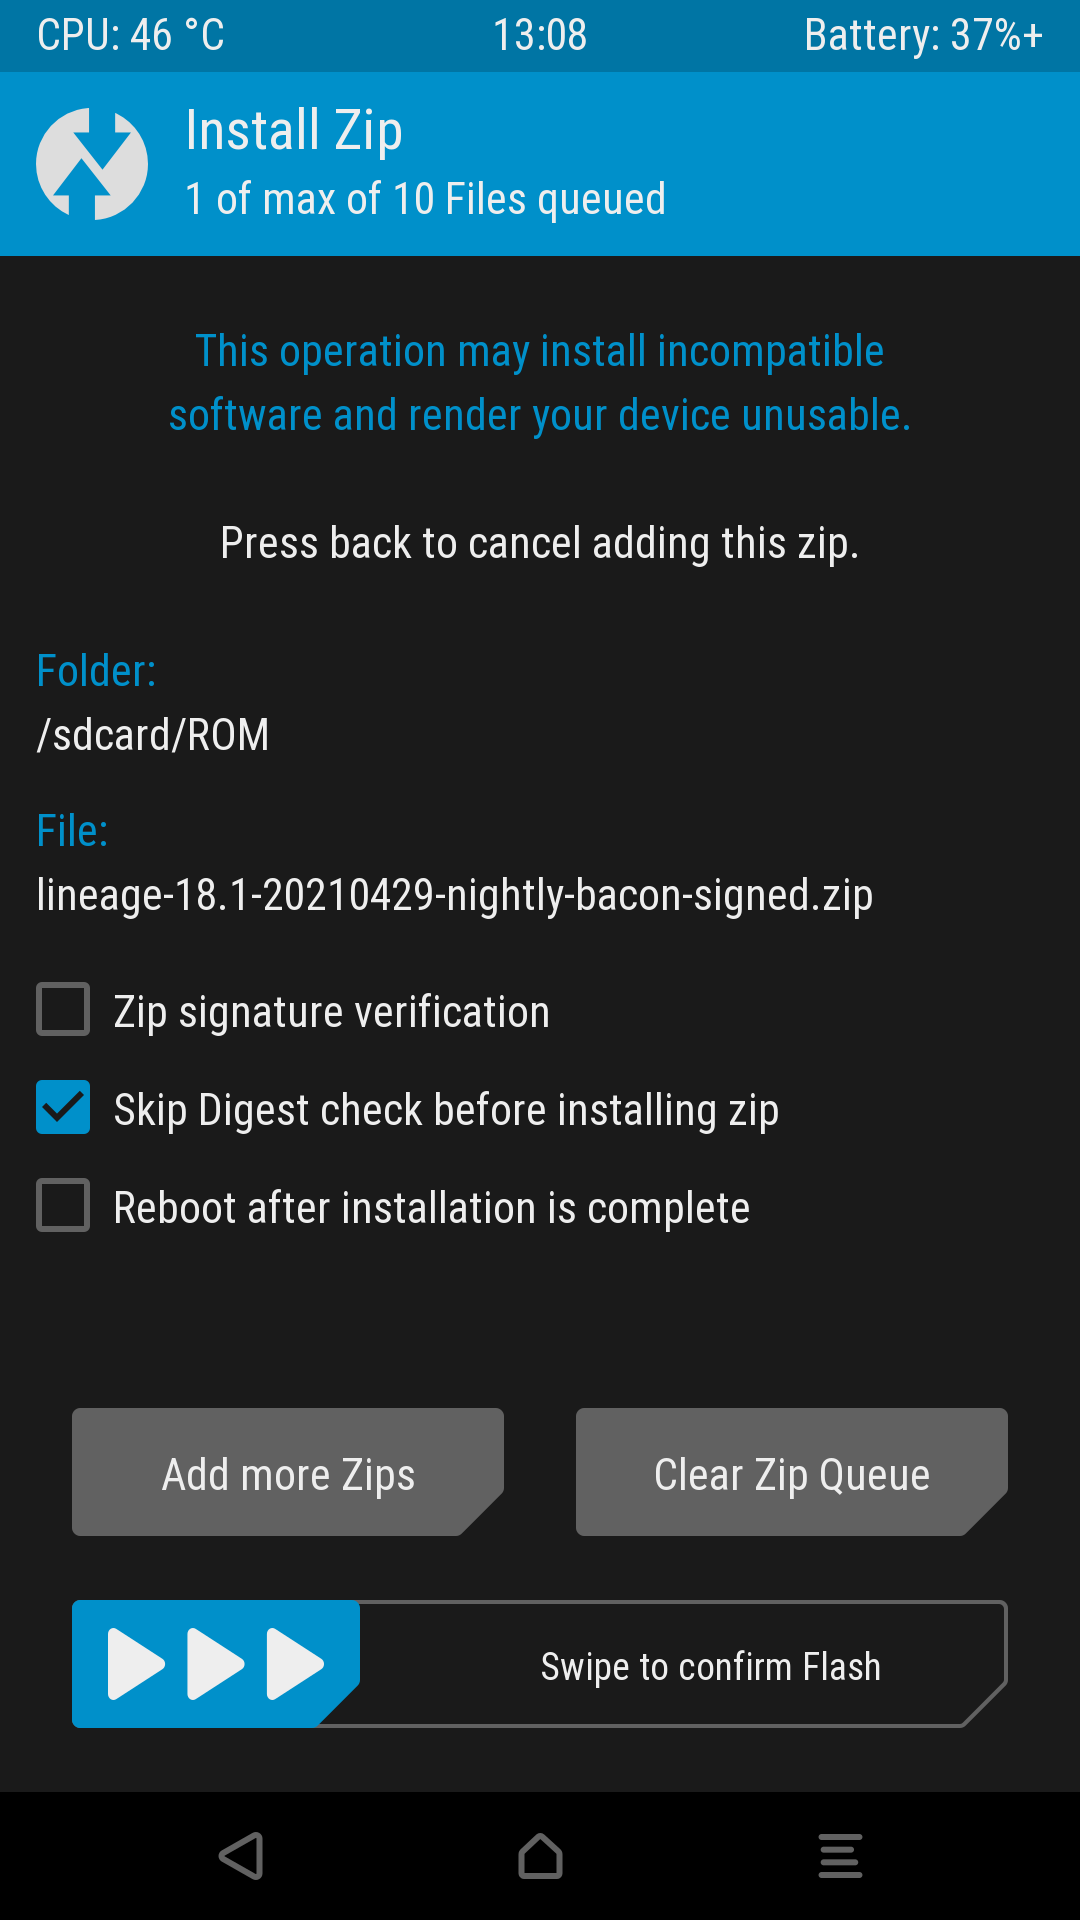 CPU: 46 °C 13:08 Battery: 37%+
Install Zip
1 of max of 10 Files queued
This operation may install incompatible
software and render your device unusable.
Press back to cancel adding this zip.
Folder:
/sdcard/ROM
File:
lineage-18.1-20210429-nightly-bacon-signed.zip
Zip signature verification
Skip Digest check before installing zip
Reboot after installation is complete
Add more Zips Clear Zip Queue
Swipe to confirm Flash